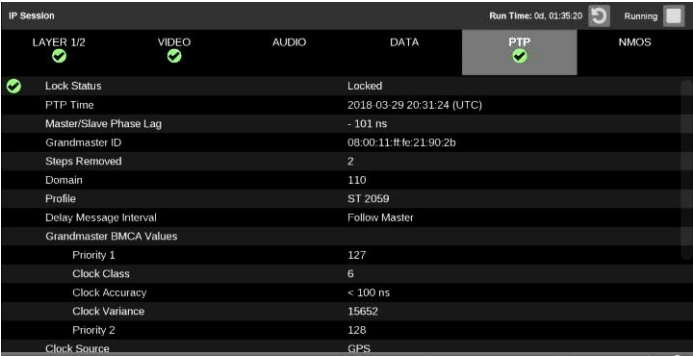 IP Session Run Time: 0d, 01:35:20 Running
LAYER 1/2 VIDEO AUDIO DATA PTP NMOS
Lock Status Locked
PTP Time 2018-03-29 20:31:24 (UTC)
Master/Slave Phase Lag - 101 ns
Grandmaster ID 08:00:11:ff:fe:21:90:2b
Steps Removed 2
Domain 110
Profile ST 2059
Delay Message Interval Follow Master
Grandmaster BMCA Values
Priority 1 127
Clock Class 6
Clock Accuracy < 100 ns
Clock Variance 15652
Priority 2 128
Clock Source GPS